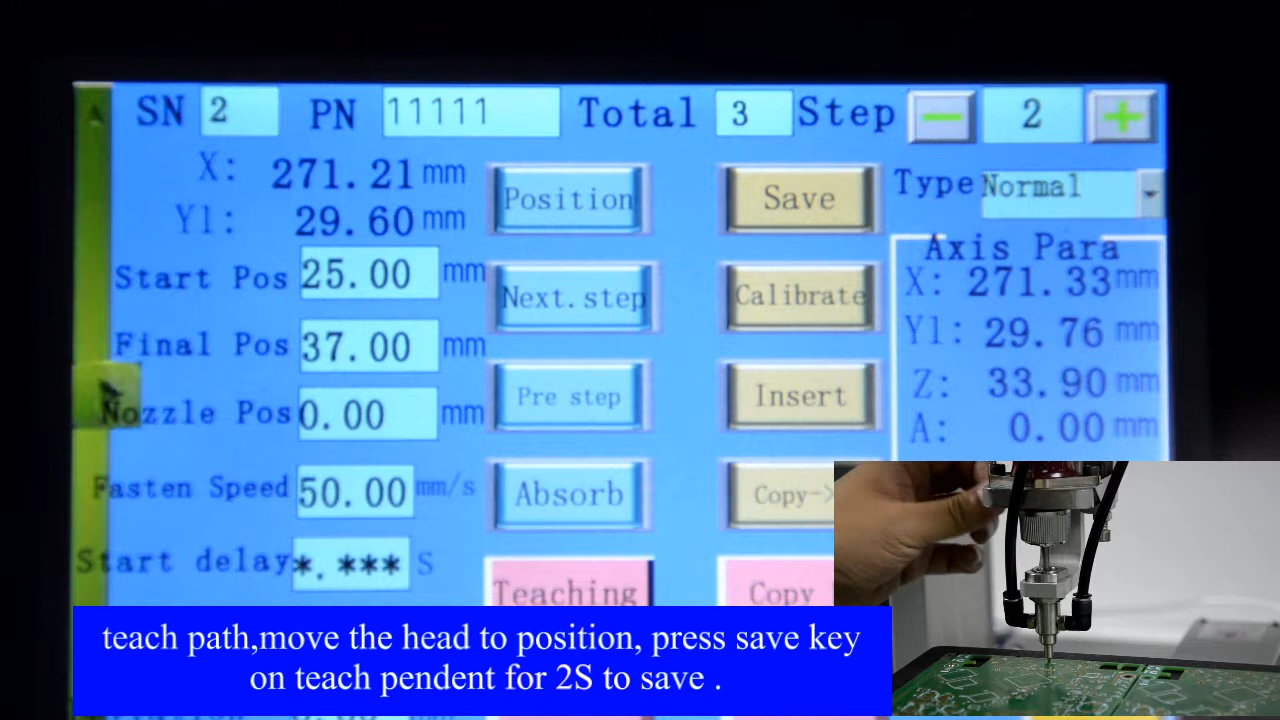 SN 2 PN 11111 Total 3 Step − 2 +
X: 271.21 mm
Y1: 29.60 mm
Type Normal
Position Save
Axis Para
Start Pos 25.00 mm
X: 271.33 mm
Next.step Calibrate
Y1: 29.76 mm
Final Pos 37.00 mm
Z: 33.90 mm
Pre step Insert
Nozzle Pos 0.00 mm
A: 0.00 mm
Fasten Speed 50.00 mm/s
Absorb Copy->
Start delay *.*** S
Teaching Copy
teach path,move the head to position, press save key
on teach pendent for 2S to save .